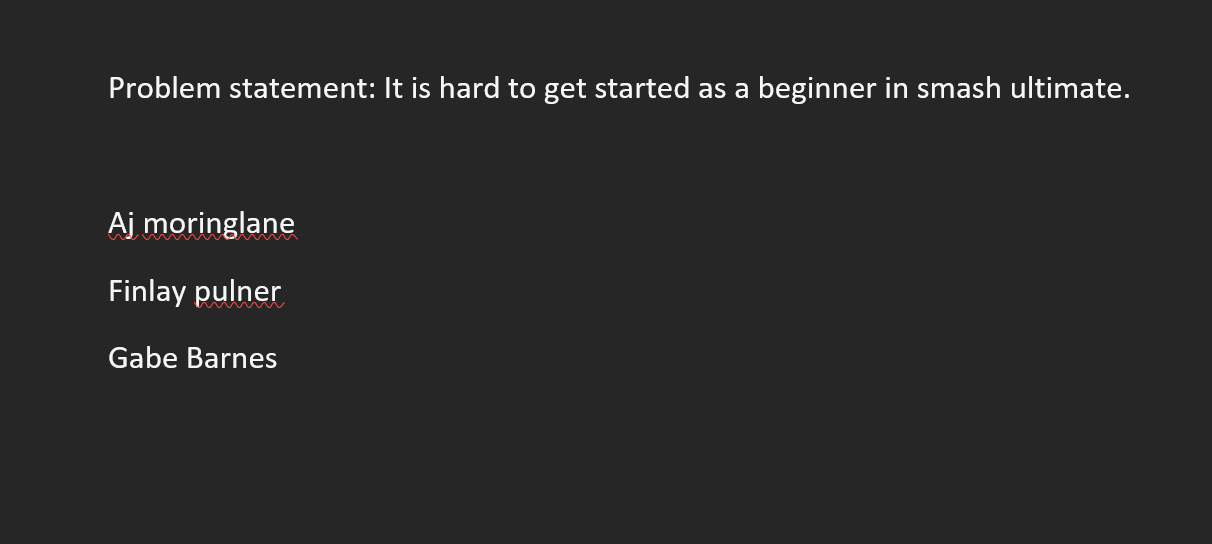 Problem statement: It is hard to get started as a beginner in smash ultimate.
Aj moringlane
Finlay pulner
Gabe Barnes